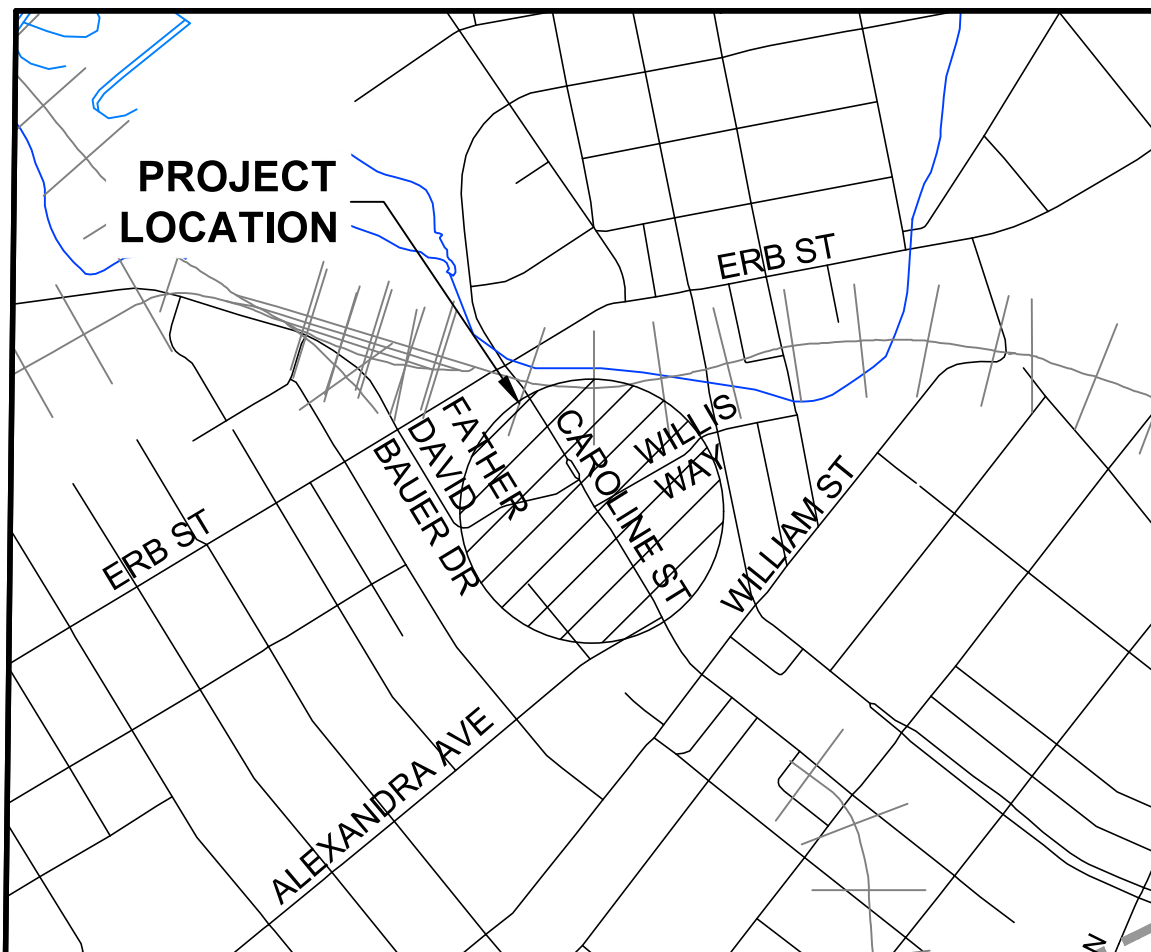 PROJECT
LOCATION
ERB ST
FATHER
DAVID
BAUER DR
CAROLINE ST
WILLIS
WAY
WILLIAM ST
ERB ST
ALEXANDRA AVE
N